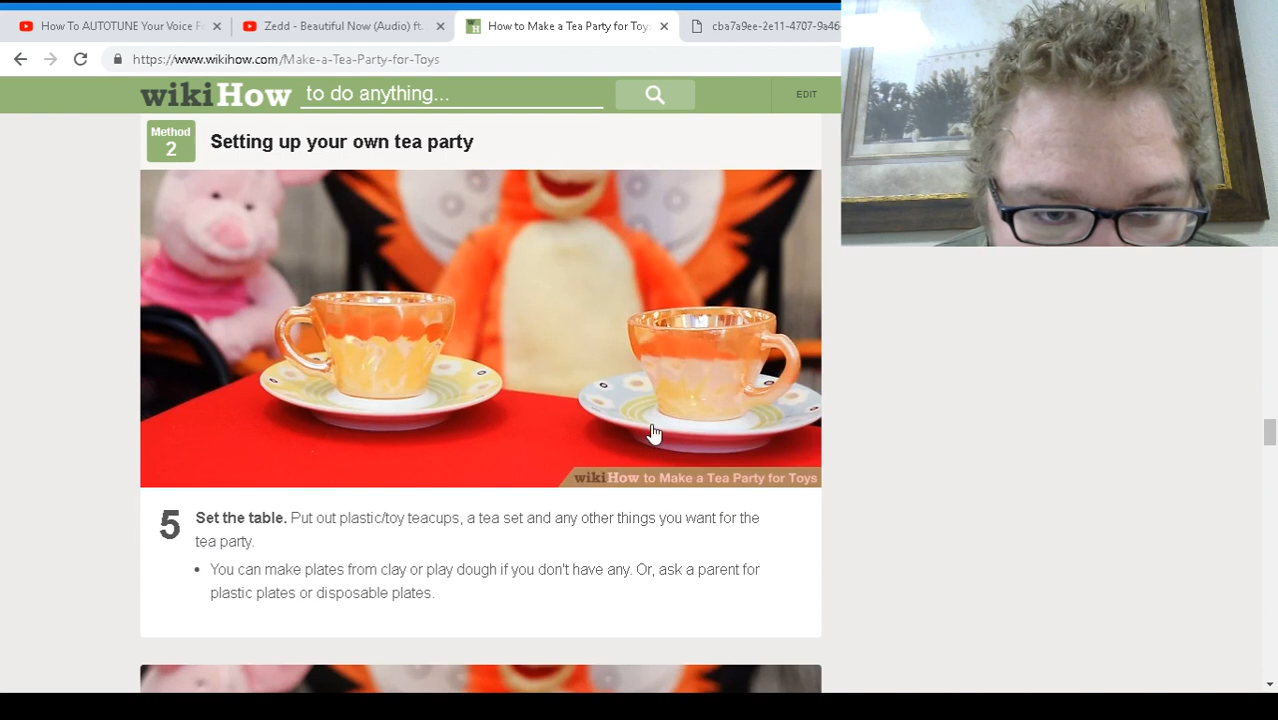 How To AUTOTUNE Your Voice F
Zedd - Beautiful Now (Audio) ft.
How to Make a Tea Party for Toys
cba7a9ee-2e11-4707-9a46
https://www.wikihow.com/Make-a-Tea-Party-for-Toys
wikiHow to do anything...
EDIT
Method
2
Setting up your own tea party
wikiHow to Make a Tea Party for Toys
5 Set the table. Put out plastic/toy teacups, a tea set and any other things you want for the
tea party.
• You can make plates from clay or play dough if you don't have any. Or, ask a parent for
plastic plates or disposable plates.